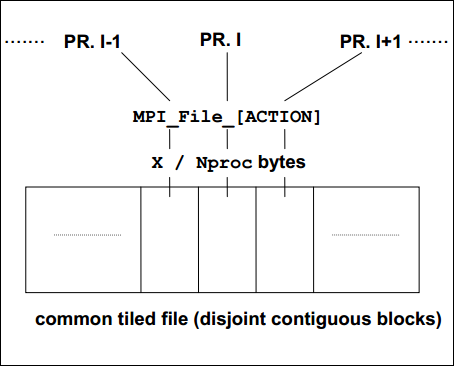 PR. I-1 PR. I PR. I+1
MPI_File_[ACTION]
X / Nproc bytes
common tiled file (disjoint contiguous blocks)